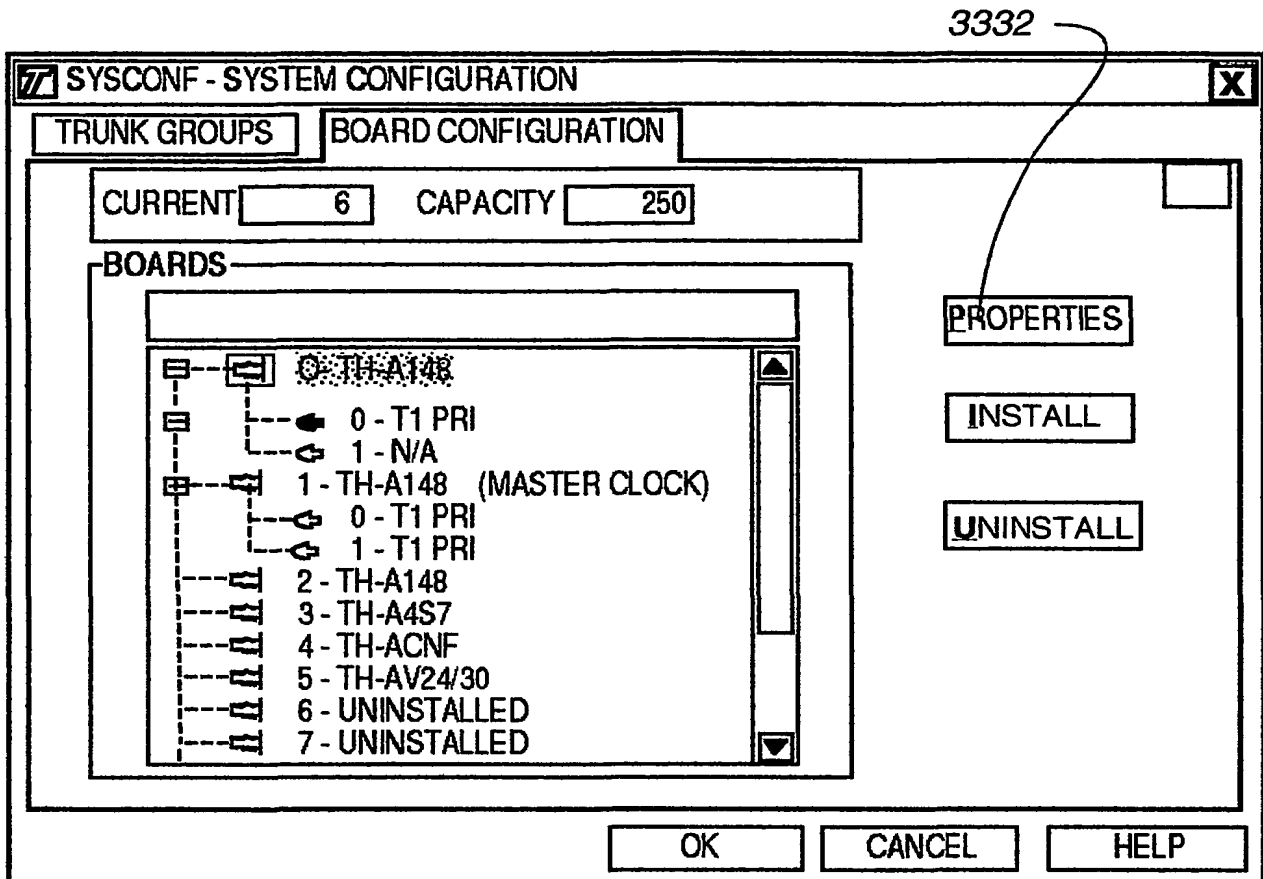 3332
SYSCONF - SYSTEM CONFIGURATION X
TRUNK GROUPS BOARD CONFIGURATION
CURRENT 6 CAPACITY 250
BOARDS
PROPERTIES
INSTALL
UNINSTALL
0 - TH-A148
0 - T1 PRI
1 - N/A
1 - TH-A148 (MASTER CLOCK)
0 - T1 PRI
1 - T1 PRI
2 - TH-A148
3 - TH-A4S7
4 - TH-ACNF
5 - TH-AV24/30
6 - UNINSTALLED
7 - UNINSTALLED
OK CANCEL HELP